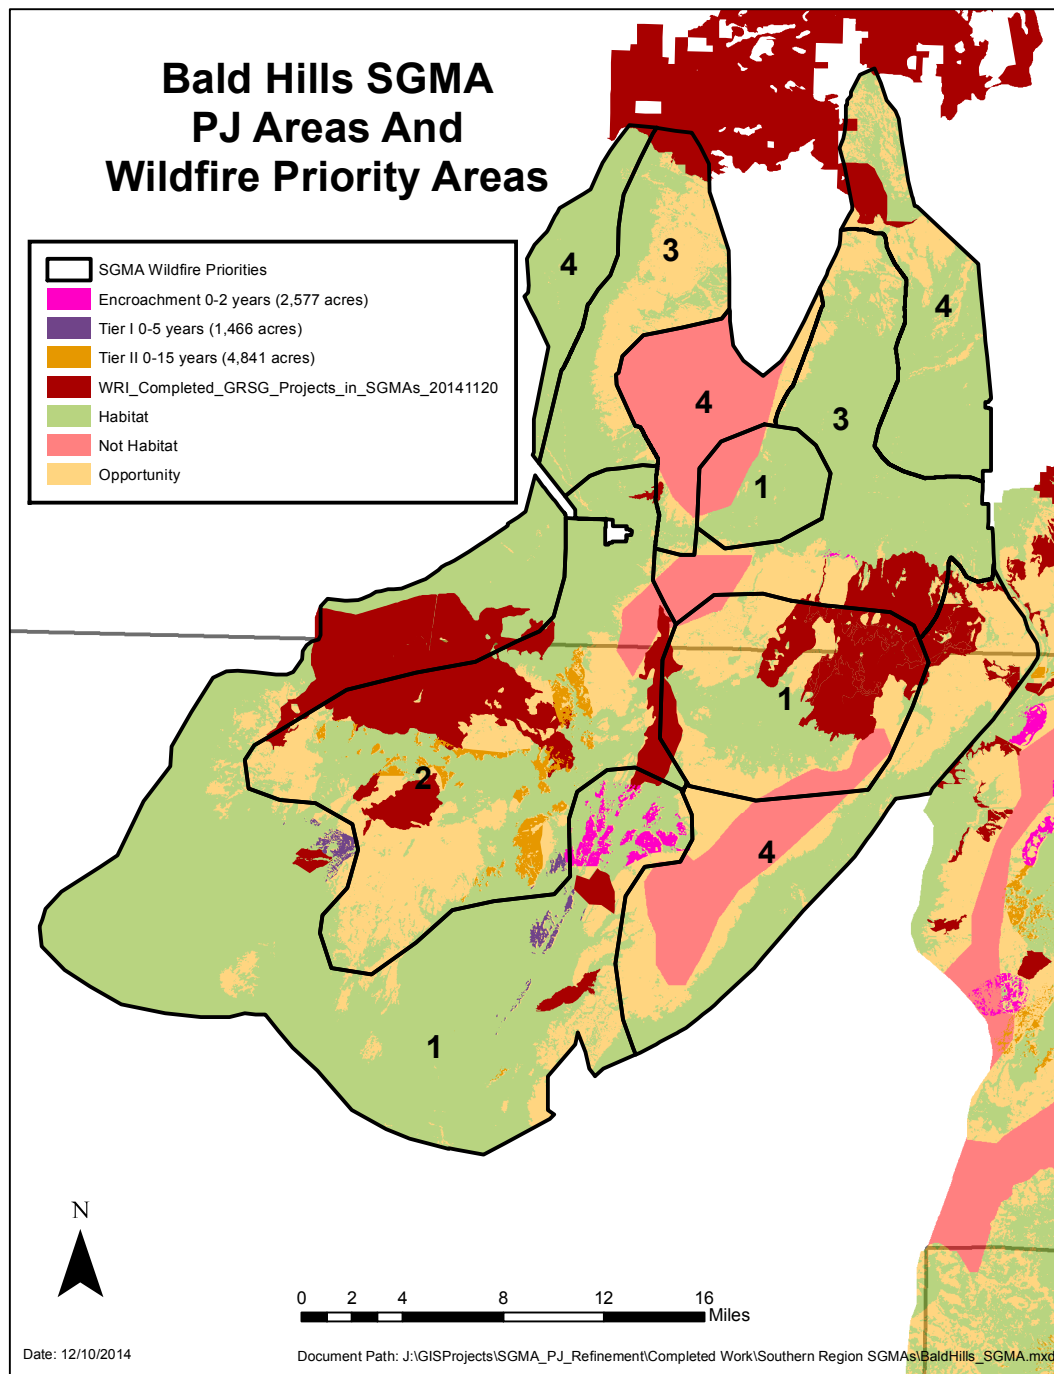 Bald Hills SGMA
PJ Areas And
Wildfire Priority Areas
SGMA Wildfire Priorities
Encroachment 0-2 years (2,577 acres)
Tier I 0-5 years (1,466 acres)
Tier II 0-15 years (4,841 acres)
WRI_Completed_GRSG_Projects_in_SGMAs_20141120
Habitat
Not Habitat
Opportunity
4
3
4
4
3
1
1
2
4
1
N
0 2 4 8 12 16
Miles
Date: 12/10/2014
Document Path: J:\GISProjects\SGMA_PJ_Refinement\Completed Work\Southern Region SGMAs\BaldHills_SGMA.mxd